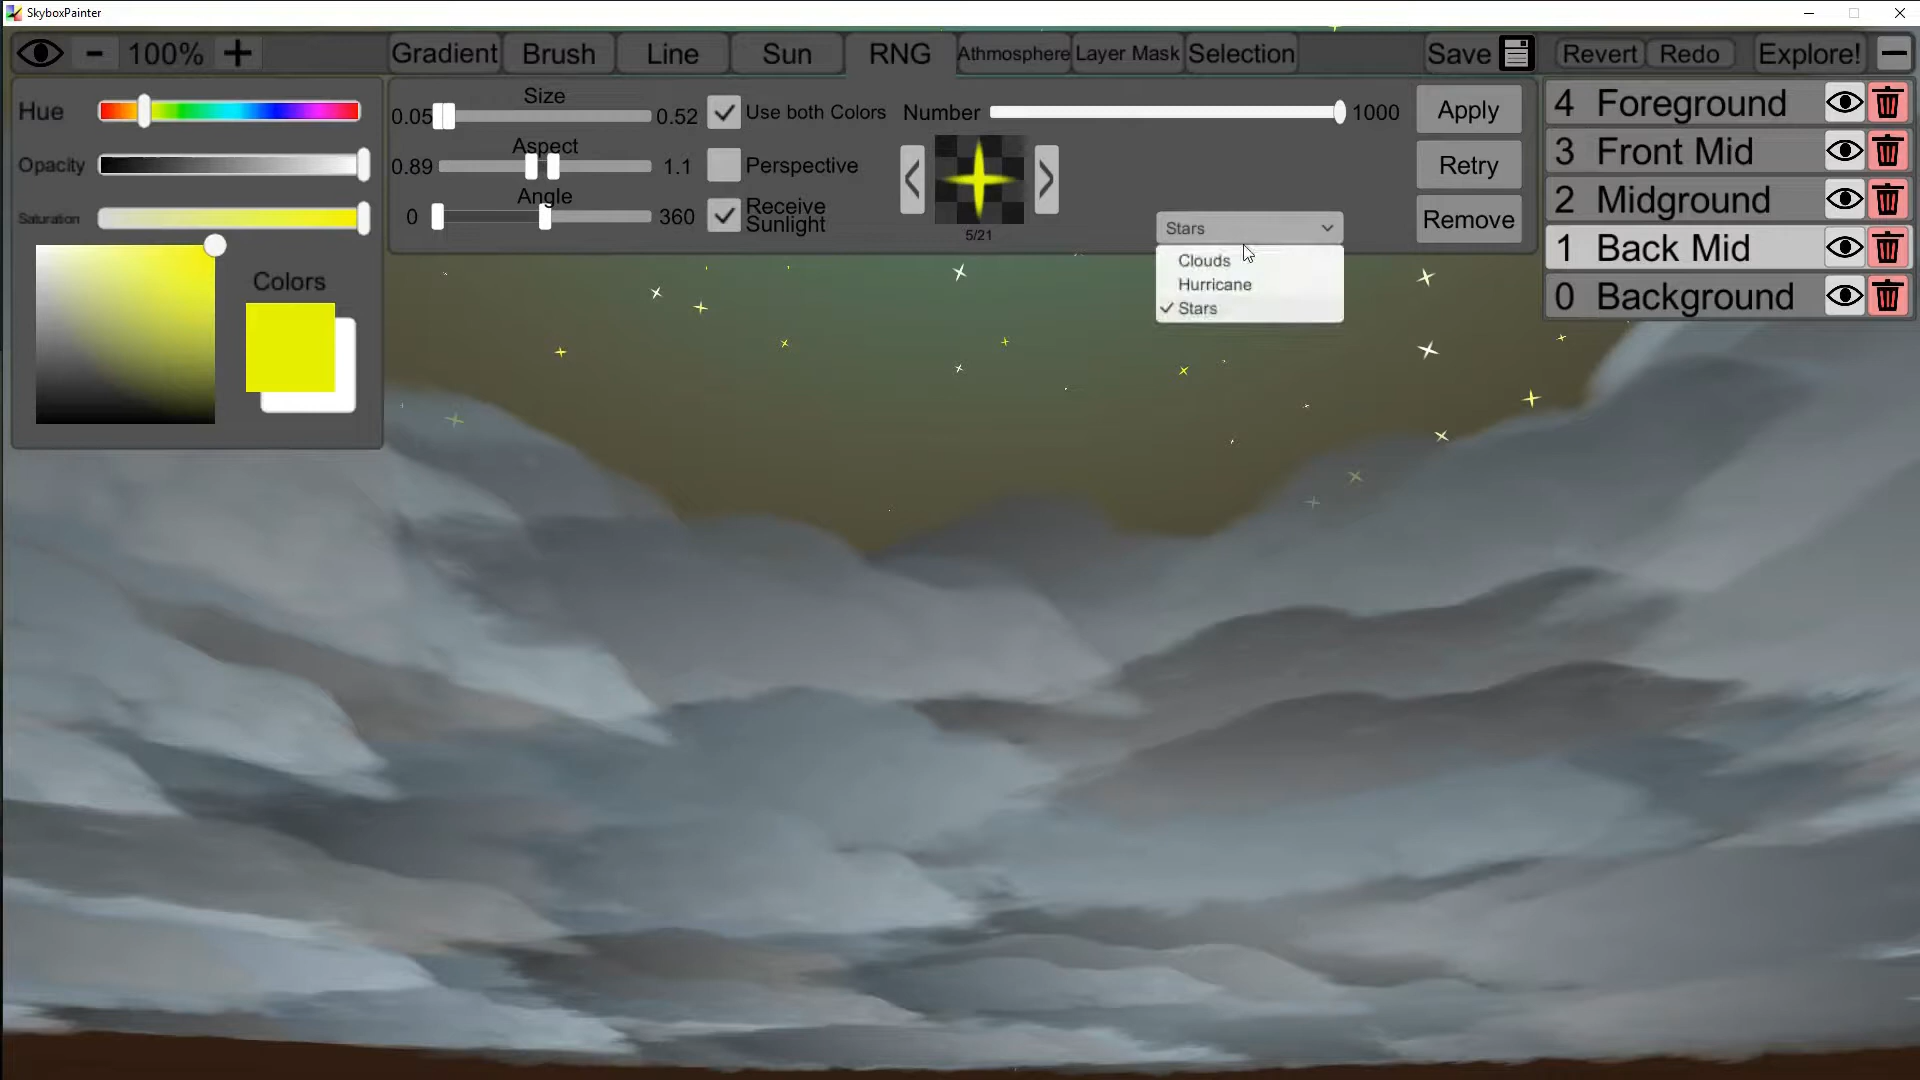 SkyboxPainter
100%
Gradient
Brush
Line
Sun
RNG
Athmosphere
Layer Mask
Selection
Save
Revert
Redo
Explore!
Hue
Opacity
Saturation
Colors
Size
0.05
0.52
Aspect
0.89
1.1
Angle
0
360
Use both Colors
Perspective
Receive
Sunlight
Number
1000
5/21
Stars
Clouds
Hurricane
Stars
Apply
Retry
Remove
4 Foreground
3 Front Mid
2 Midground
1 Back Mid
0 Background